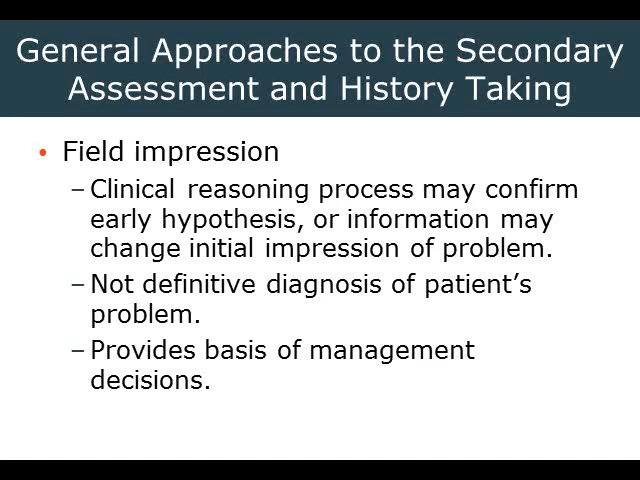 General Approaches to the Secondary
Assessment and History Taking
• Field impression
– Clinical reasoning process may confirm
early hypothesis, or information may
change initial impression of problem.
– Not definitive diagnosis of patient’s
problem.
– Provides basis of management
decisions.